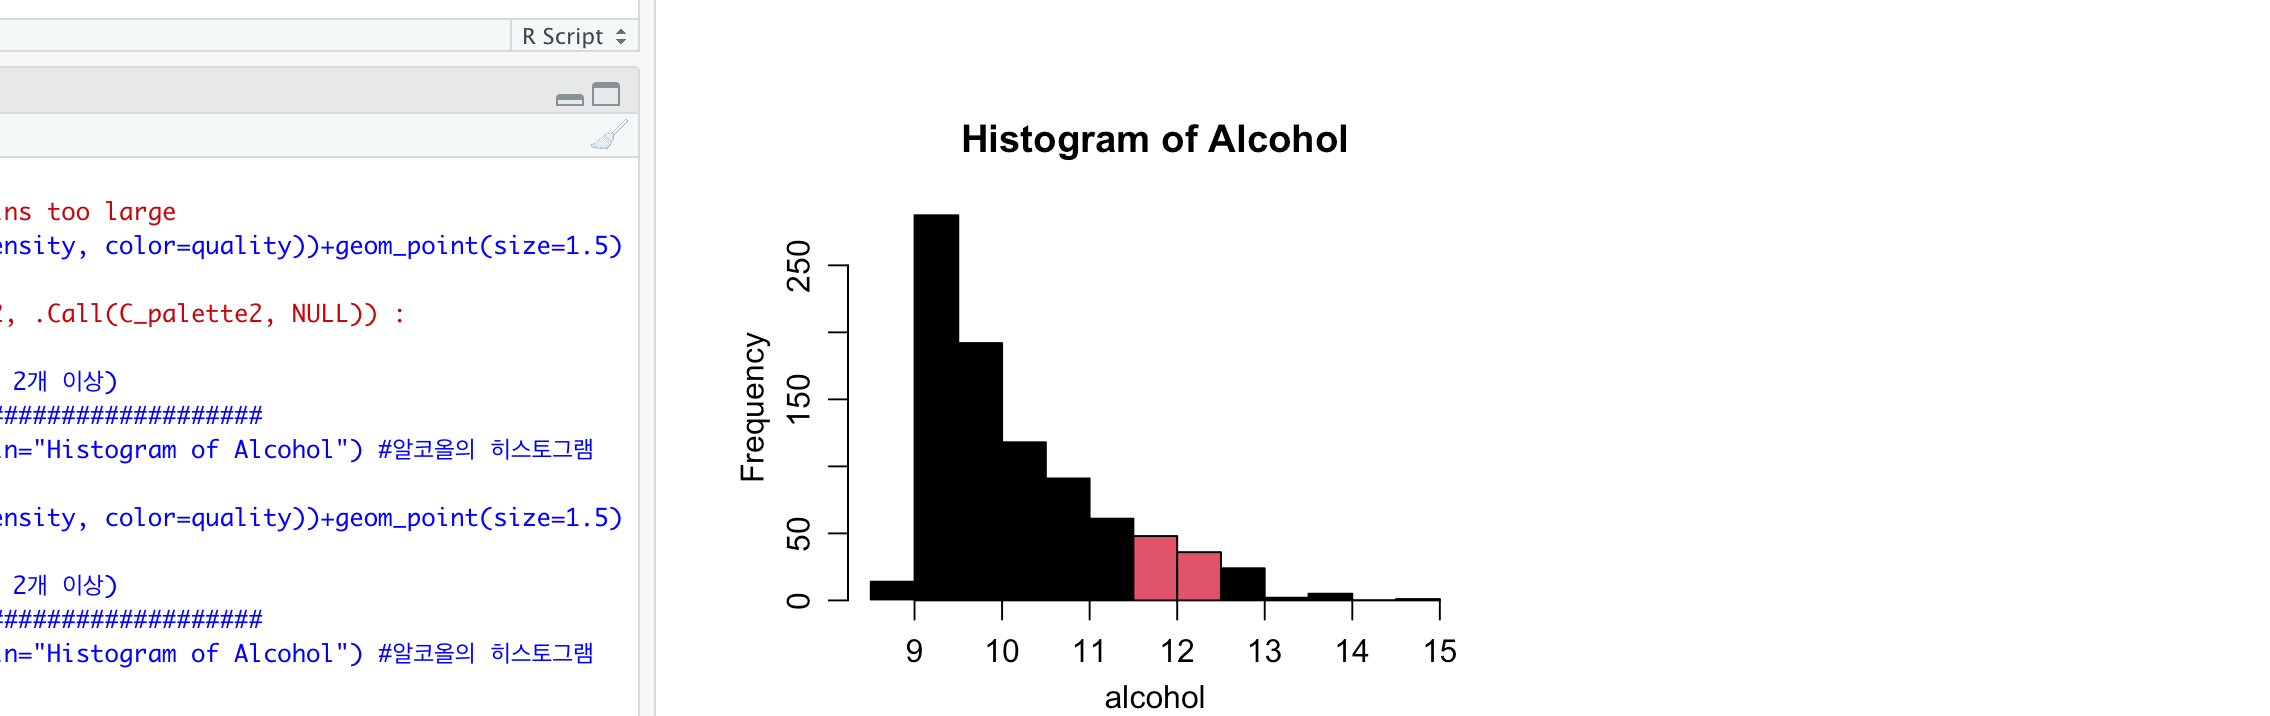 R Script
ins too large
ensity, color=quality))+geom_point(size=1.5)
2, .Call(C_palette2, NULL)) :
2개 이상)
###################
in="Histogram of Alcohol") #알코올의 히스토그램
ensity, color=quality))+geom_point(size=1.5)
2개 이상)
###################
in="Histogram of Alcohol") #알코올의 히스토그램
Histogram of Alcohol
Frequency
250
150
50
0
9 10 11 12 13 14 15
alcohol